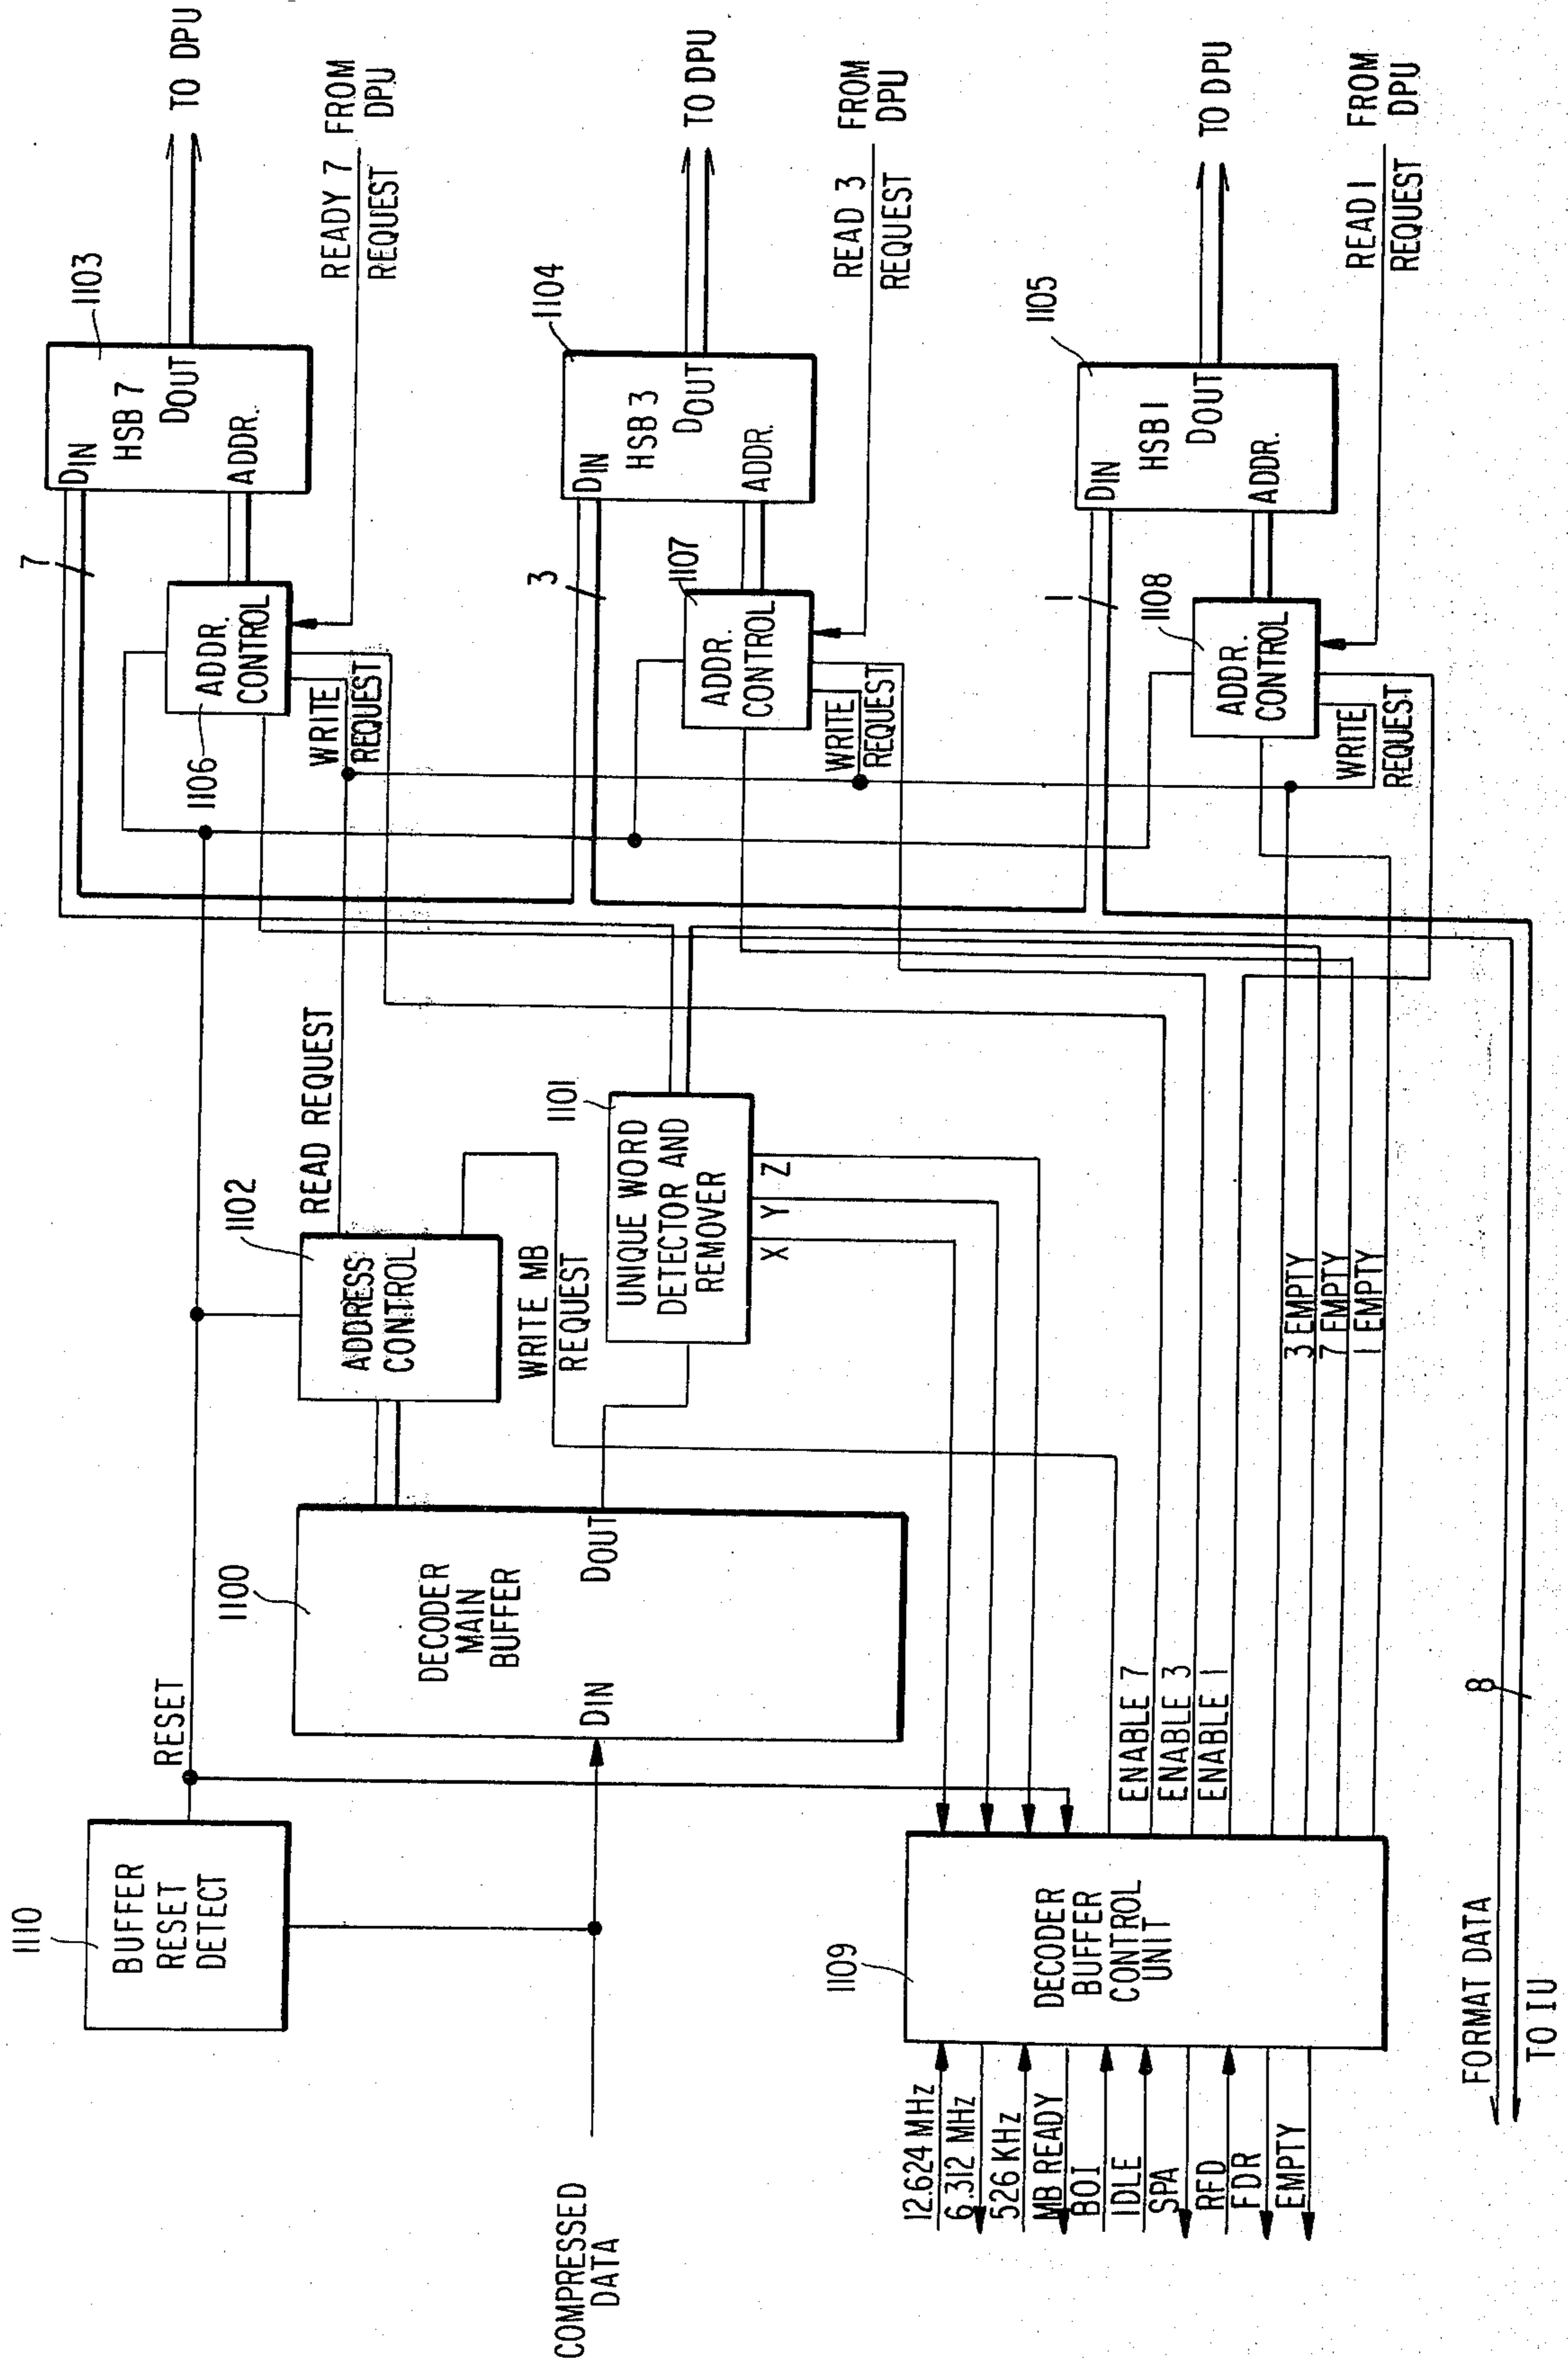 1110
BUFFER
RESET
DETECT
RESET
COMPRESSED
DATA
1100
DECODER
MAIN
BUFFER
DIN
DOUT
1102
ADDRESS
CONTROL
READ REQUEST
WRITE MB
REQUEST
1101
UNIQUE WORD
DETECTOR AND
REMOVER
X
Y
Z
7
1103
DIN
HSB 7
DOUT
ADDR.
TO DPU
1106
ADDR.
CONTROL
WRITE
REQUEST
READY 7
REQUEST
FROM
DPU
3
1104
DIN
HSB 3
DOUT
ADDR.
TO DPU
1107
ADDR.
CONTROL
WRITE
REQUEST
READ 3
REQUEST
FROM
DPU
1
1105
DIN
HSB 1
DOUT
ADDR.
TO DPU
1108
ADDR.
CONTROL
WRITE
REQUEST
READ 1
REQUEST
FROM
DPU
1109
DECODER
BUFFER
CONTROL
UNIT
12.624 MHz
6.312 MHz
526 KHz
MB READY
BOI
IDLE
SPA
RFD
FDR
EMPTY
ENABLE 7
ENABLE 3
ENABLE 1
3 EMPTY
7 EMPTY
1 EMPTY
FORMAT DATA
8
TO IU